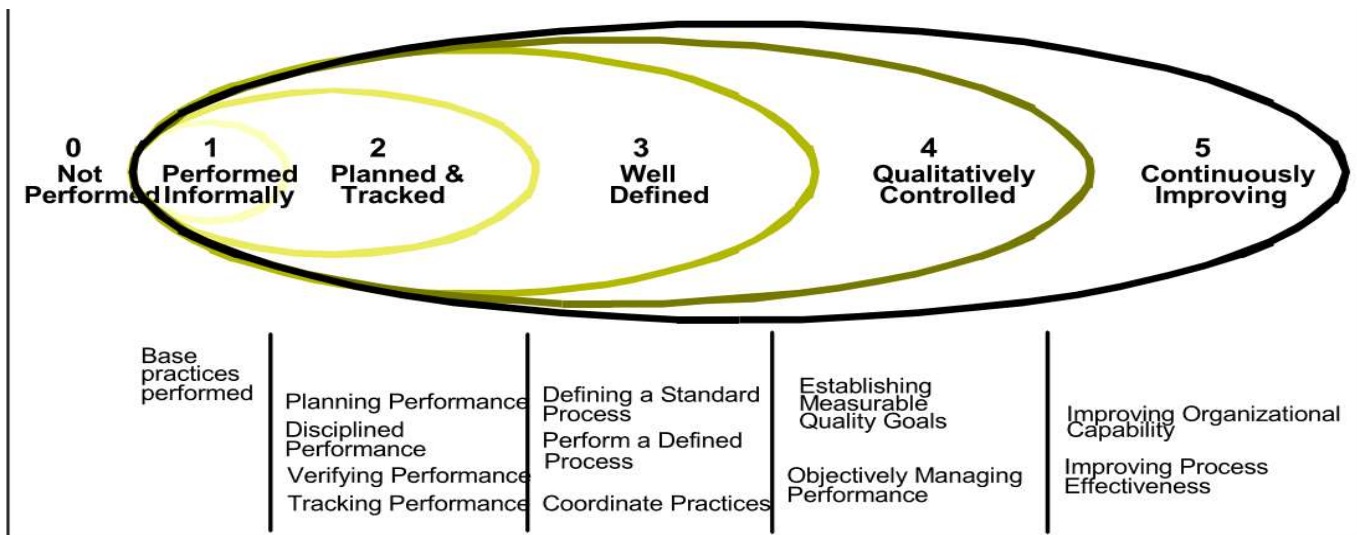 0
Not
Performed
1
Performed
Informally
2
Planned &
Tracked
3
Well
Defined
4
Qualitatively
Controlled
5
Continuously
Improving
Base
practices
performed
Planning Performance
Disciplined
Performance
Verifying Performance
Tracking Performance
Defining a Standard
Process
Perform a Defined
Process
Coordinate Practices
Establishing
Measurable
Quality Goals
Objectively Managing
Performance
Improving Organizational
Capability
Improving Process
Effectiveness